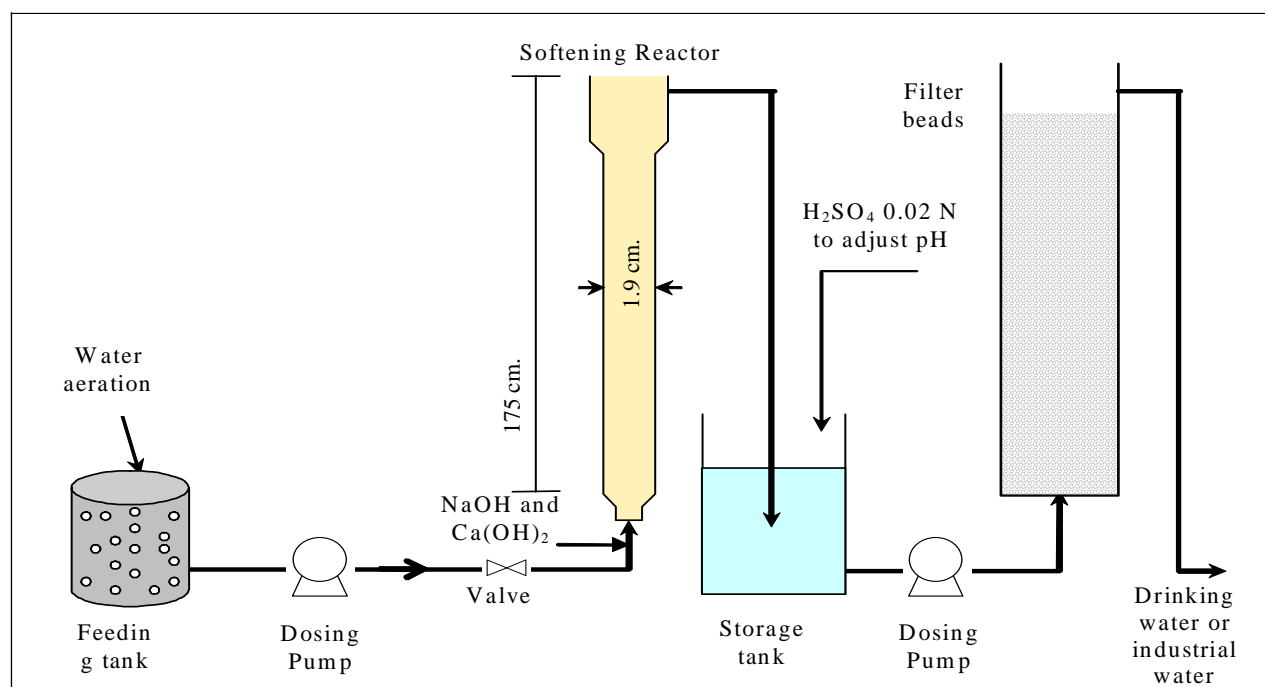 Softening Reactor
Filter
beads
H₂SO₄ 0.02 N
to adjust pH
1.9 cm.
175 cm.
Water
aeration
NaOH and
Ca(OH)₂
Valve
Feedin
g tank
Dosing
Pump
Storage
tank
Dosing
Pump
Drinking
water or
industrial
water